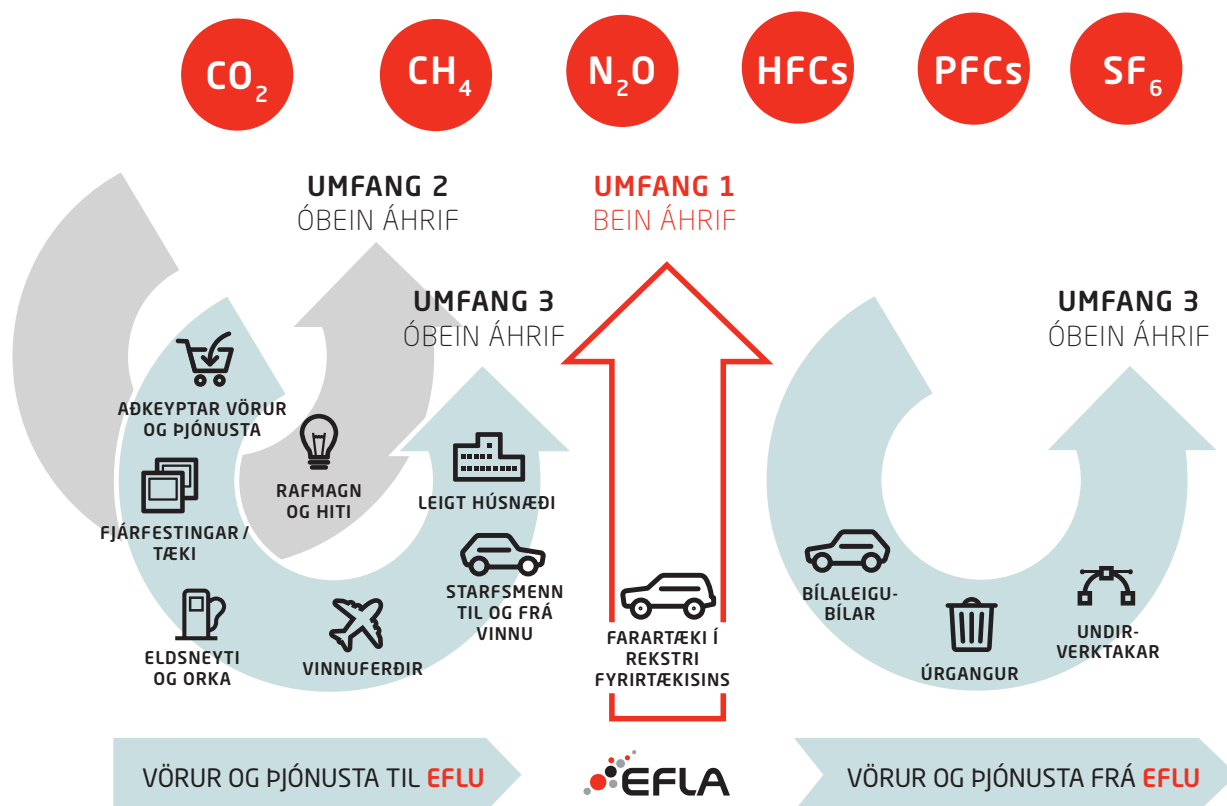 CO₂
CH₄
N₂O
HFCs
PFCs
SF₆
UMFANG 2
ÓBEIN ÁHRIF
UMFANG 1
BEIN ÁHRIF
UMFANG 3
ÓBEIN ÁHRIF
UMFANG 3
ÓBEIN ÁHRIF
AÐKEYPTAR VÖRUR
OG ÞJÓNUSTA
RAFMAGN
OG HITI
LEIGT HÚSNÆÐI
FJÁRFESTINGAR /
TÆKI
STARFSMENN
TIL OG FRÁ
VINNU
ELDSNEYTI
OG ORKA
VINNUFERÐIR
FARARTÆKI Í
REKSTRI
FYRIRTÆKISINS
BÍLALEIGU-
BÍLAR
ÚRGANGUR
UNDIR-
VERKTAKAR
VÖRUR OG ÞJÓNUSTA TIL EFLU
EFLA
VÖRUR OG ÞJÓNUSTA FRÁ EFLU